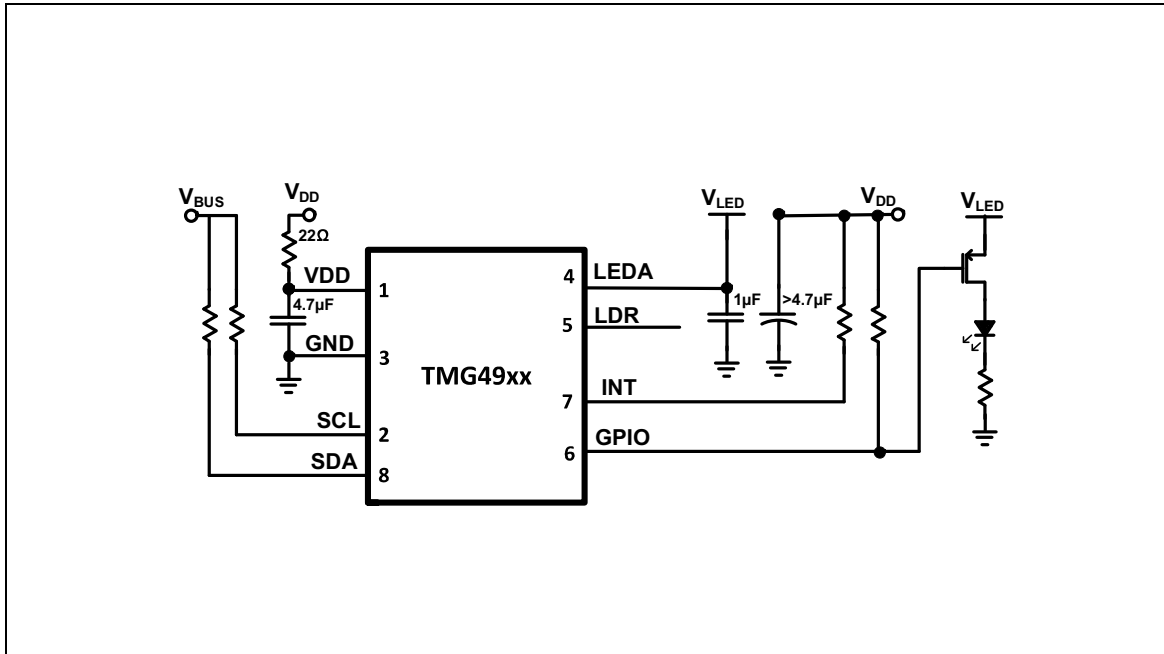 VBUS
VDD
22Ω
VDD
4.7µF
GND
SCL
SDA
1
3
2
8
TMG49xx
4
5
7
6
LEDA
LDR
INT
GPIO
VLED
1µF
>4.7µF
VDD
VLED